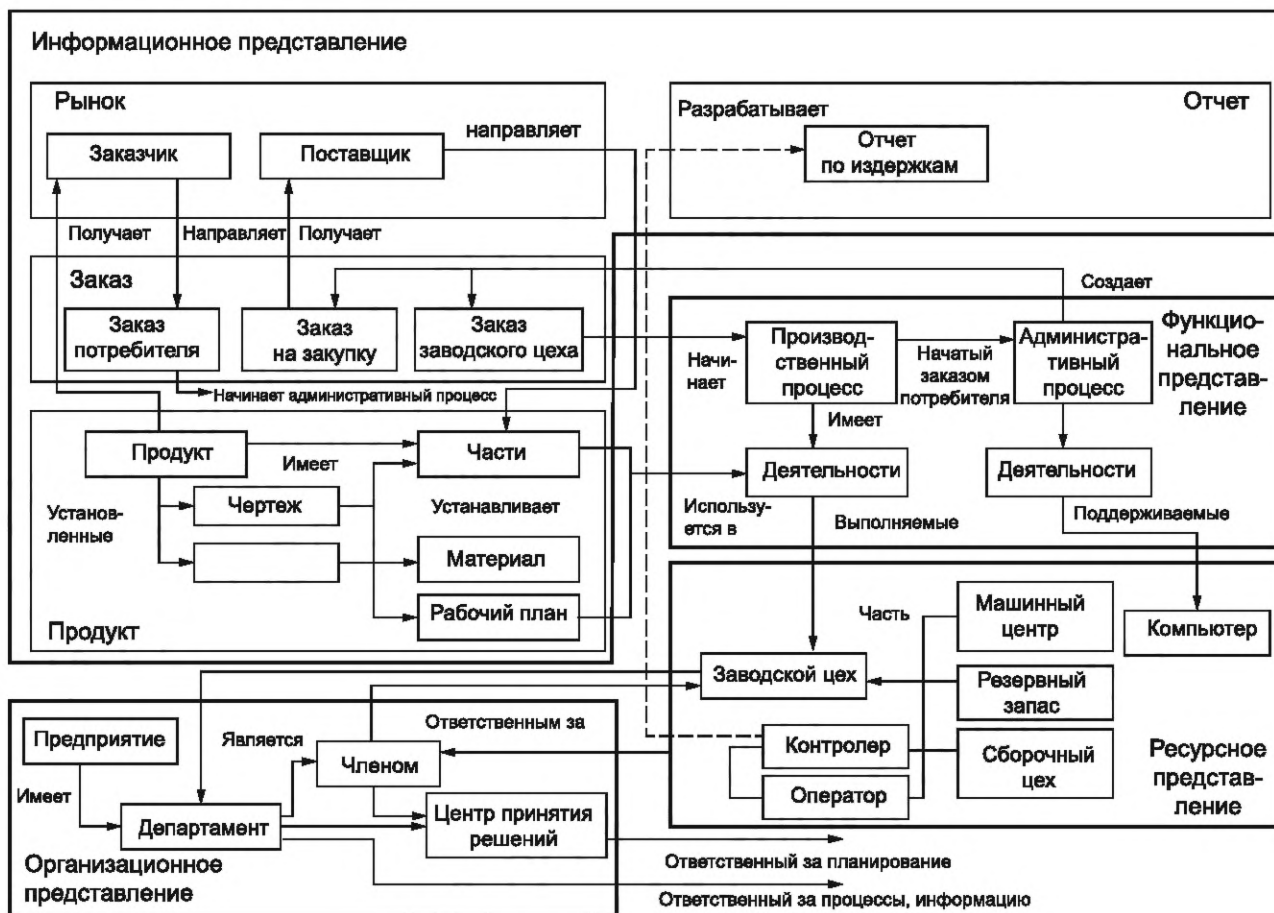 Информационное представление
Рынок
Заказчик
Поставщик
направляет
Разрабатывает
Отчет
Отчет
по издержкам
Получает
Направляет
Получает
Заказ
Заказ
потребителя
Заказ
на закупку
Заказ
заводского цеха
Начинает административный процесс
Создает
Функцио-
нальное
представ-
ление
Производ-
ственный
процесс
Начи-
нает
Начатый
заказом
потребителя
Администра-
тивный
процесс
Имеет
Деятельности
Деятельности
Использу-
ется в
Выполняемые
Поддерживаемые
Продукт
Имеет
Части
Чертеж
Устанавливает
Установ-
ленные
Материал
Рабочий план
Продукт
Часть
Машинный
центр
Компьютер
Заводской цех
Резервный
запас
Контролер
Сборочный
цех
Оператор
Ресурсное
представ-
ление
Предприятие
Является
Ответственным за
Членом
Имеет
Департамент
Центр принятия
решений
Организационное
представление
Ответственный за планирование
Ответственный за процессы, информацию